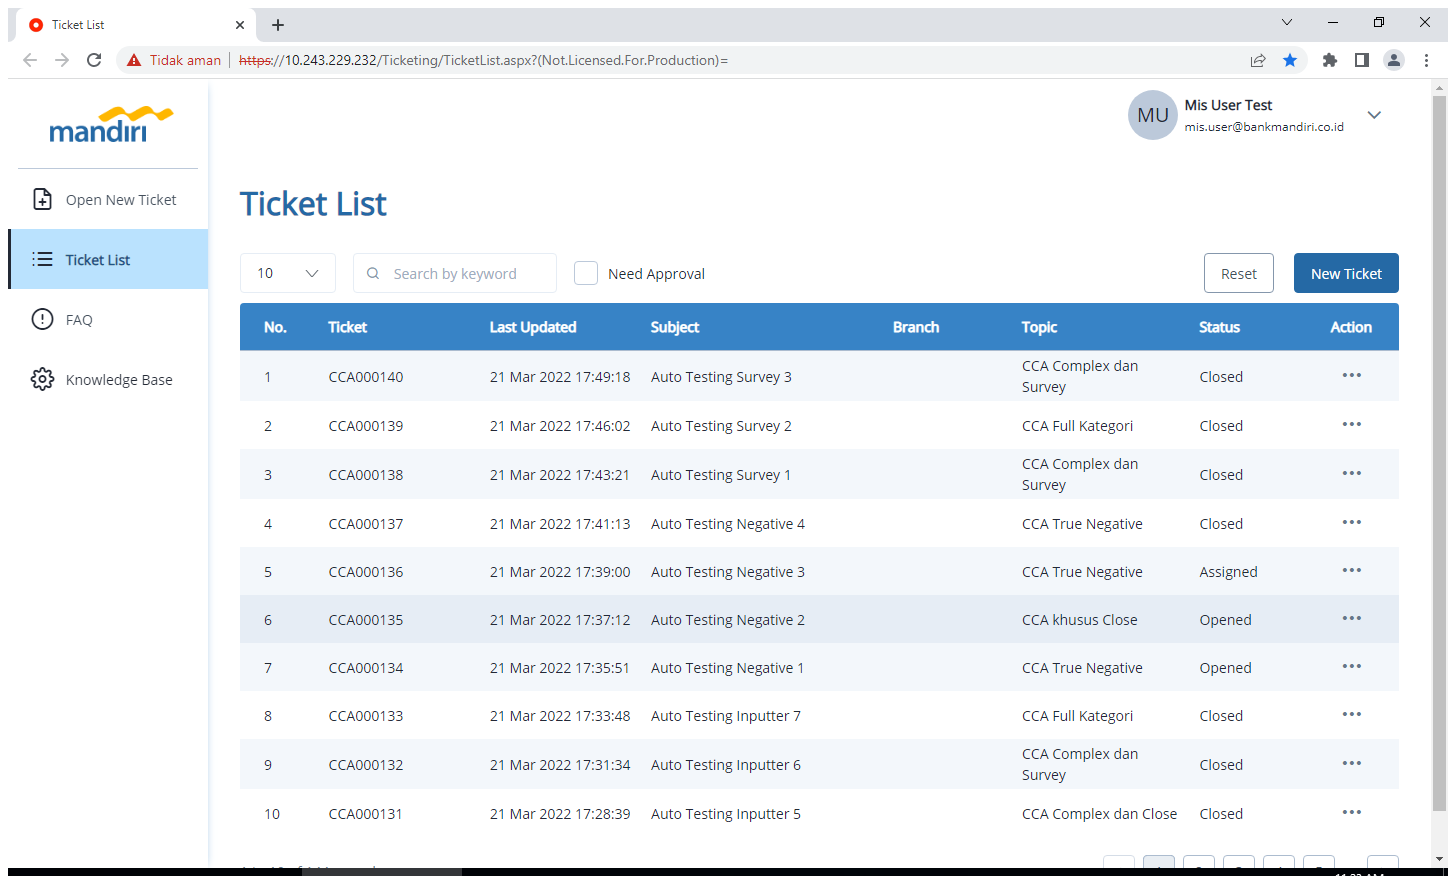 Ticket List
Tidak aman
https://10.243.229.232/Ticketing/TicketList.aspx?(Not.Licensed.For.Production)=
mandiri
MU
Mis User Test
mis.user@bankmandiri.co.id
Open New Ticket
Ticket List
FAQ
Knowledge Base
Ticket List
10 Search by keyword Need Approval Reset New Ticket
No. Ticket Last Updated Subject Branch Topic Status Action
1 CCA000140 21 Mar 2022 17:49:18 Auto Testing Survey 3 CCA Complex dan Survey Closed
2 CCA000139 21 Mar 2022 17:46:02 Auto Testing Survey 2 CCA Full Kategori Closed
3 CCA000138 21 Mar 2022 17:43:21 Auto Testing Survey 1 CCA Complex dan Survey Closed
4 CCA000137 21 Mar 2022 17:41:13 Auto Testing Negative 4 CCA True Negative Closed
5 CCA000136 21 Mar 2022 17:39:00 Auto Testing Negative 3 CCA True Negative Assigned
6 CCA000135 21 Mar 2022 17:37:12 Auto Testing Negative 2 CCA khusus Close Opened
7 CCA000134 21 Mar 2022 17:35:51 Auto Testing Negative 1 CCA True Negative Opened
8 CCA000133 21 Mar 2022 17:33:48 Auto Testing Inputter 7 CCA Full Kategori Closed
9 CCA000132 21 Mar 2022 17:31:34 Auto Testing Inputter 6 CCA Complex dan Survey Closed
10 CCA000131 21 Mar 2022 17:28:39 Auto Testing Inputter 5 CCA Complex dan Close Closed